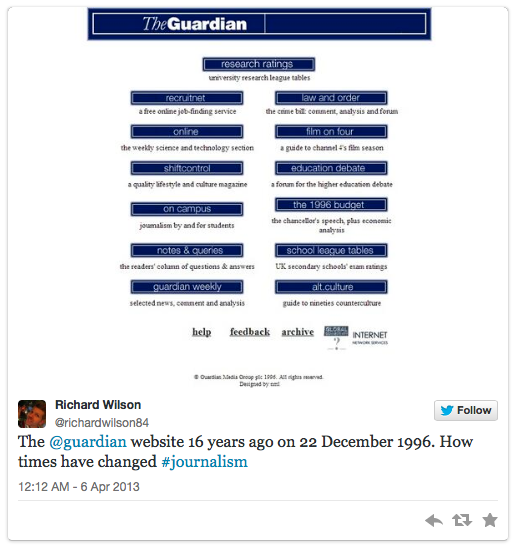 TheGuardian
research ratings
university research league tables
recruitnet
a free online job-finding service
law and order
the crime bill: comment, analysis and forum
online
the weekly science and technology section
film on four
a guide to channel 4's film season
shiftcontrol
a quality lifestyle and culture magazine
education debate
a forum for the higher education debate
on campus
journalism by and for students
the 1996 budget
the chancellor's speech, plus economic
analysis
notes & queries
the readers' column of questions & answers
school league tables
UK secondary schools' exam ratings
guardian weekly
selected news, comment and analysis
alt.culture
guide to nineties counterculture
help feedback archive
GLOBAL
?
INTERNET
NETWORK SERVICES
© Guardian Media Group plc 1996. All rights reserved.
Designed by nml
Richard Wilson
@richardwilson84
Follow
The @guardian website 16 years ago on 22 December 1996. How
times have changed #journalism
12:12 AM - 6 Apr 2013